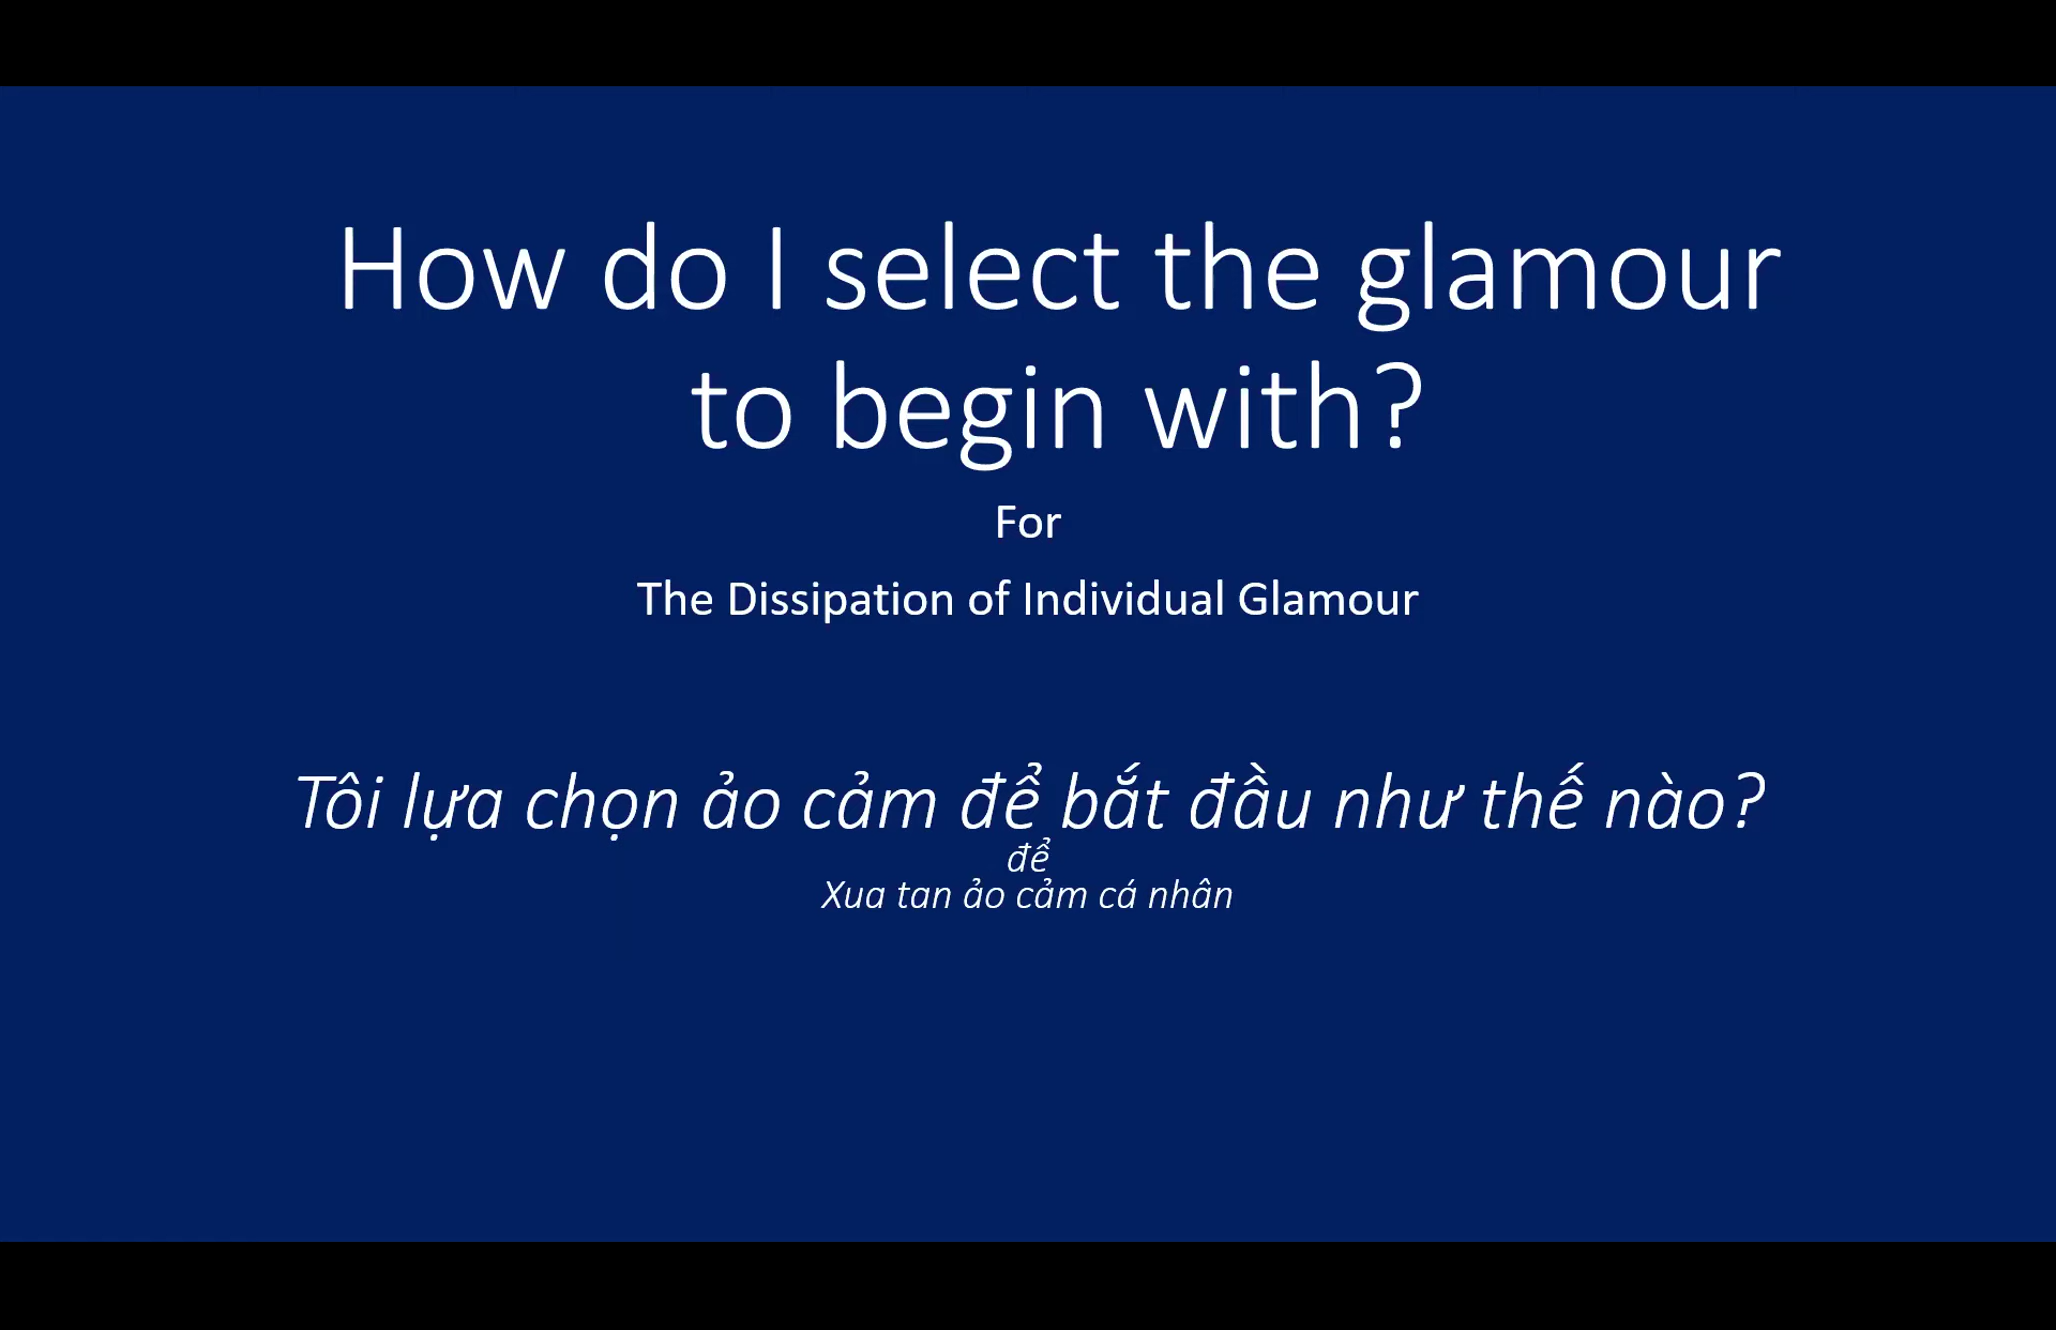 How do I select the glamour
to begin with?
For
The Dissipation of Individual Glamour
Tôi lựa chọn ảo cảm để bắt đầu như thế nào?
để
Xua tan ảo cảm cá nhân